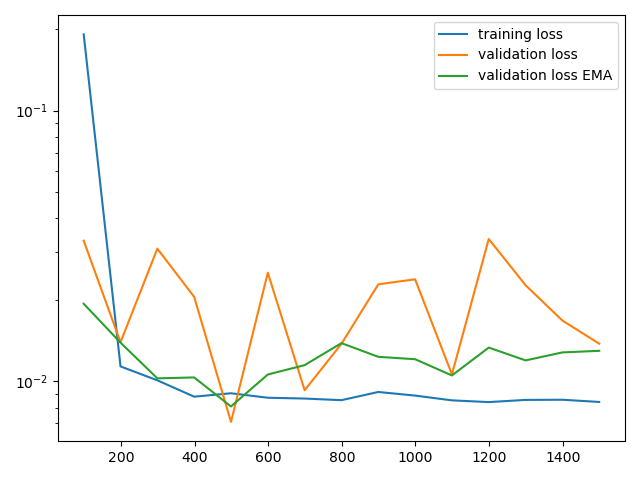 training loss
validation loss
validation loss EMA
10⁻¹
10⁻²
200 400 600 800 1000 1200 1400